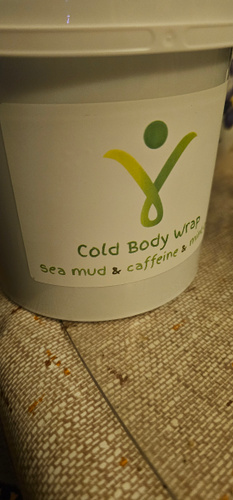 Cold Body Wrap
sea mud & caffeine &